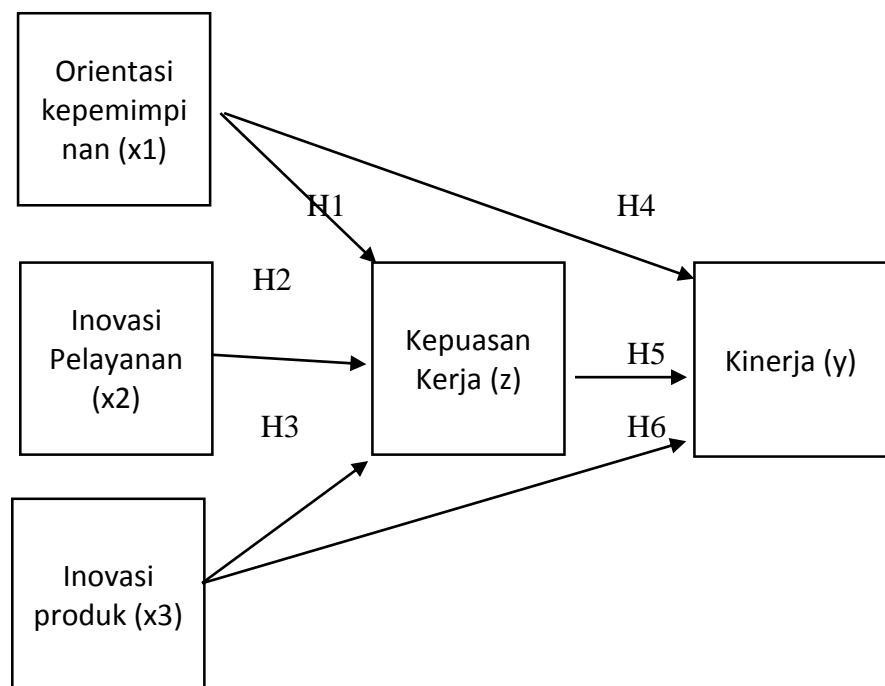 Orientasi
kepemimpi
nan (x1)
H1
H4
H2
Inovasi
Pelayanan
(x2)
Kepuasan
Kerja (z)
H5
Kinerja (y)
H3
H6
Inovasi
produk (x3)